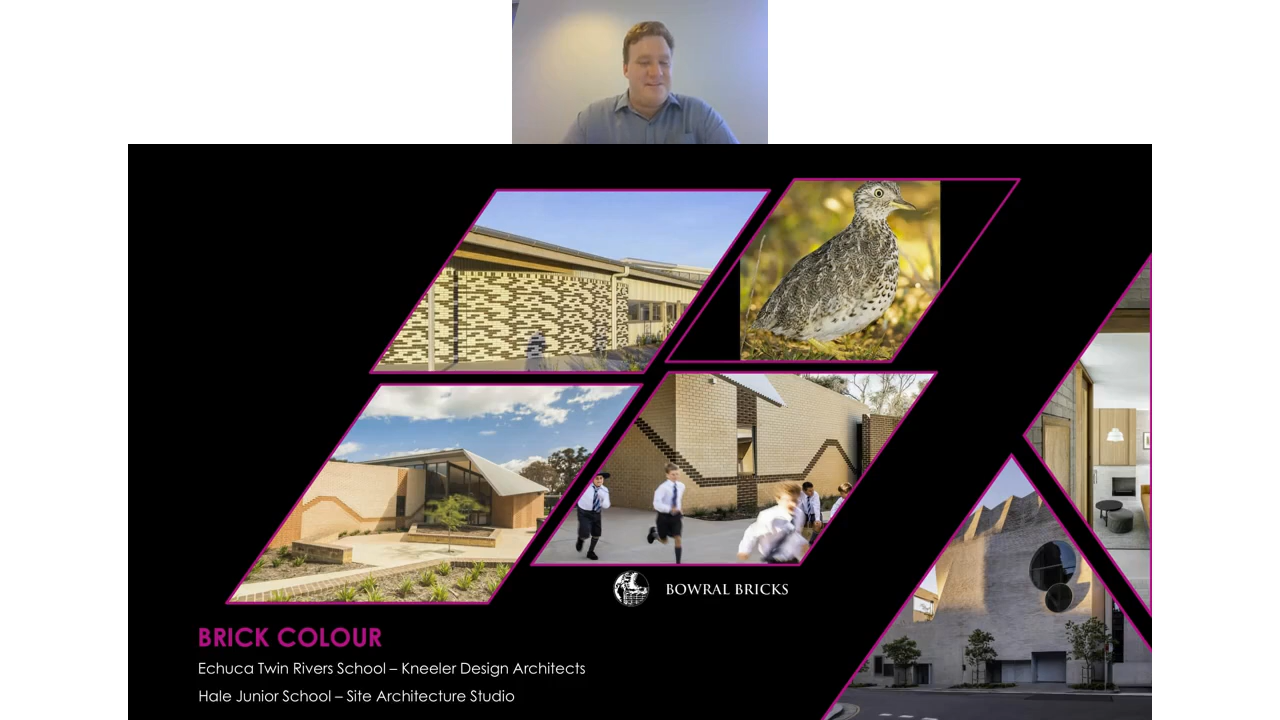 BOWRAL BRICKS
BRICK COLOUR
Echuca Twin Rivers School – Kneeler Design Architects
Hale Junior School – Site Architecture Studio